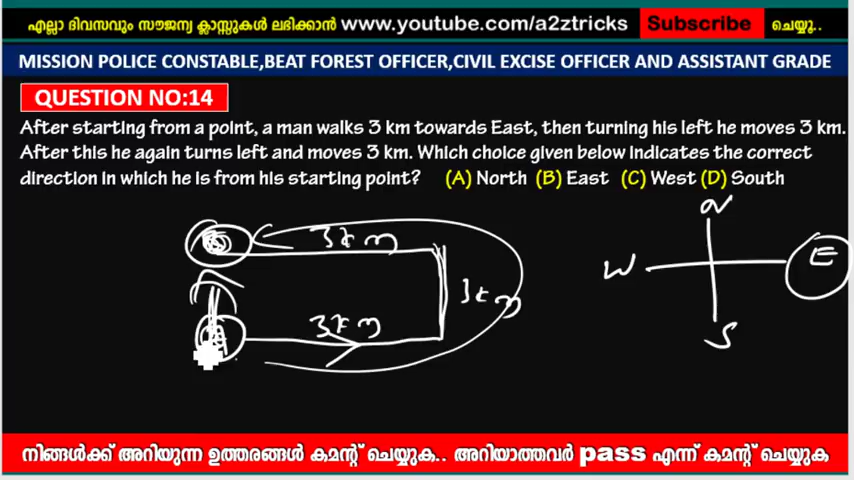 എല്ലാ ദിവസവും സൗജന്യ ക്ലാസ്സുകൾ ലഭിക്കാൻ www.youtube.com/a2ztricks Subscribe ചെയ്യൂ..
MISSION POLICE CONSTABLE,BEAT FOREST OFFICER,CIVIL EXCISE OFFICER AND ASSISTANT GRADE
QUESTION NO:14
After starting from a point, a man walks 3 km towards East, then turning his left he moves 3 km.
After this he again turns left and moves 3 km. Which choice given below indicates the correct
direction in which he is from his starting point? (A) North (B) East (C) West (D) South
N
3km
W E
3km
3km
S
നിങ്ങൾക്ക് അറിയുന്ന ഉത്തരങ്ങൾ കമന്റ് ചെയ്യുക.. അറിയാത്തവർ pass എന്ന് കമന്റ് ചെയ്യുക